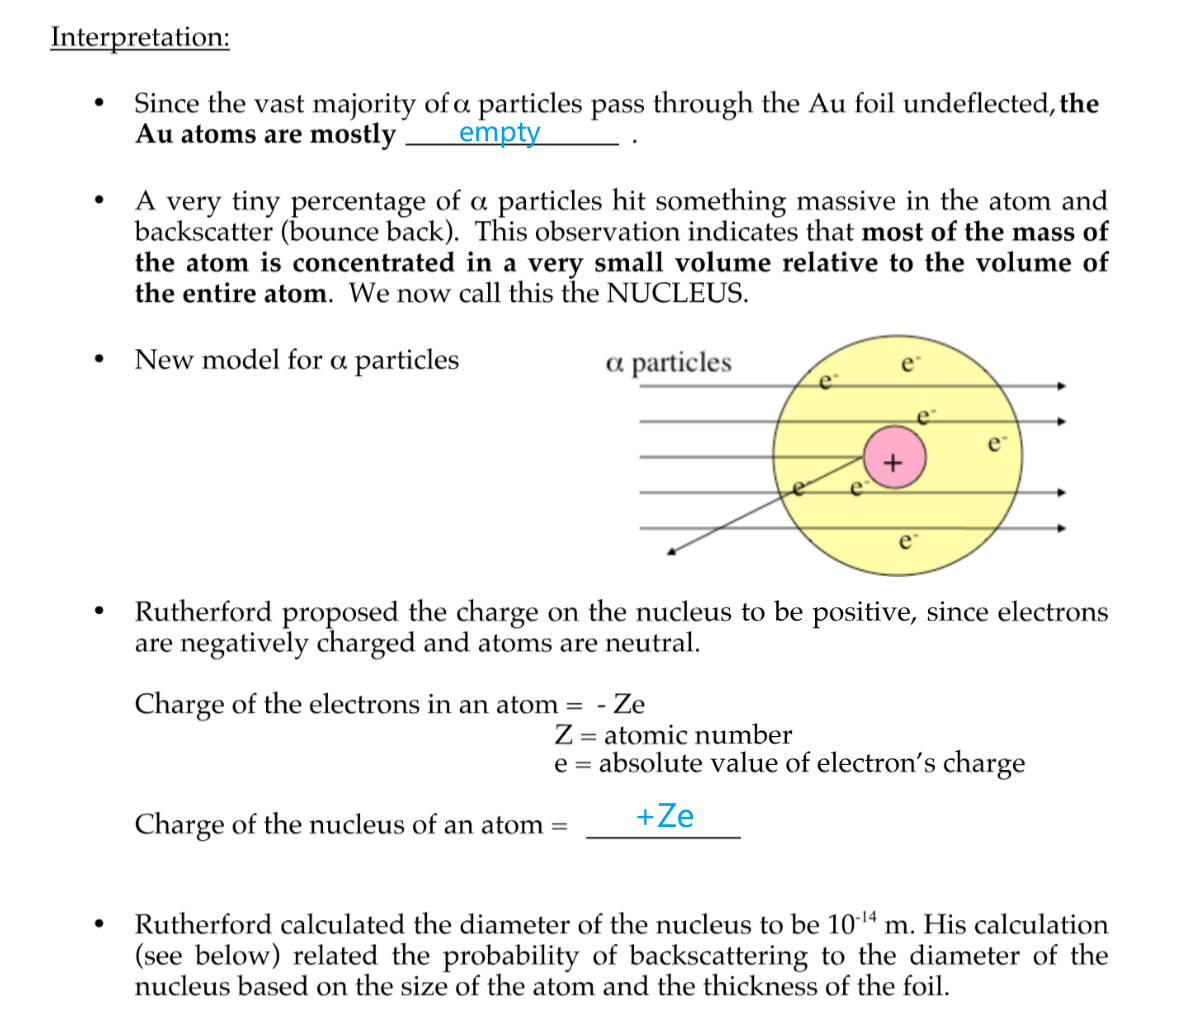 Interpretation:
• Since the vast majority of α particles pass through the Au foil undeflected, the
Au atoms are mostly empty .
• A very tiny percentage of α particles hit something massive in the atom and
backscatter (bounce back). This observation indicates that most of the mass of
the atom is concentrated in a very small volume relative to the volume of
the entire atom. We now call this the NUCLEUS.
• New model for α particles
α particles
e⁻
e⁻
e⁻
e⁻
+
e⁻
e⁻
e⁻
• Rutherford proposed the charge on the nucleus to be positive, since electrons
are negatively charged and atoms are neutral.
Charge of the electrons in an atom = - Ze
Z = atomic number
e = absolute value of electron's charge
Charge of the nucleus of an atom = +Ze
• Rutherford calculated the diameter of the nucleus to be 10⁻¹⁴ m. His calculation
(see below) related the probability of backscattering to the diameter of the
nucleus based on the size of the atom and the thickness of the foil.